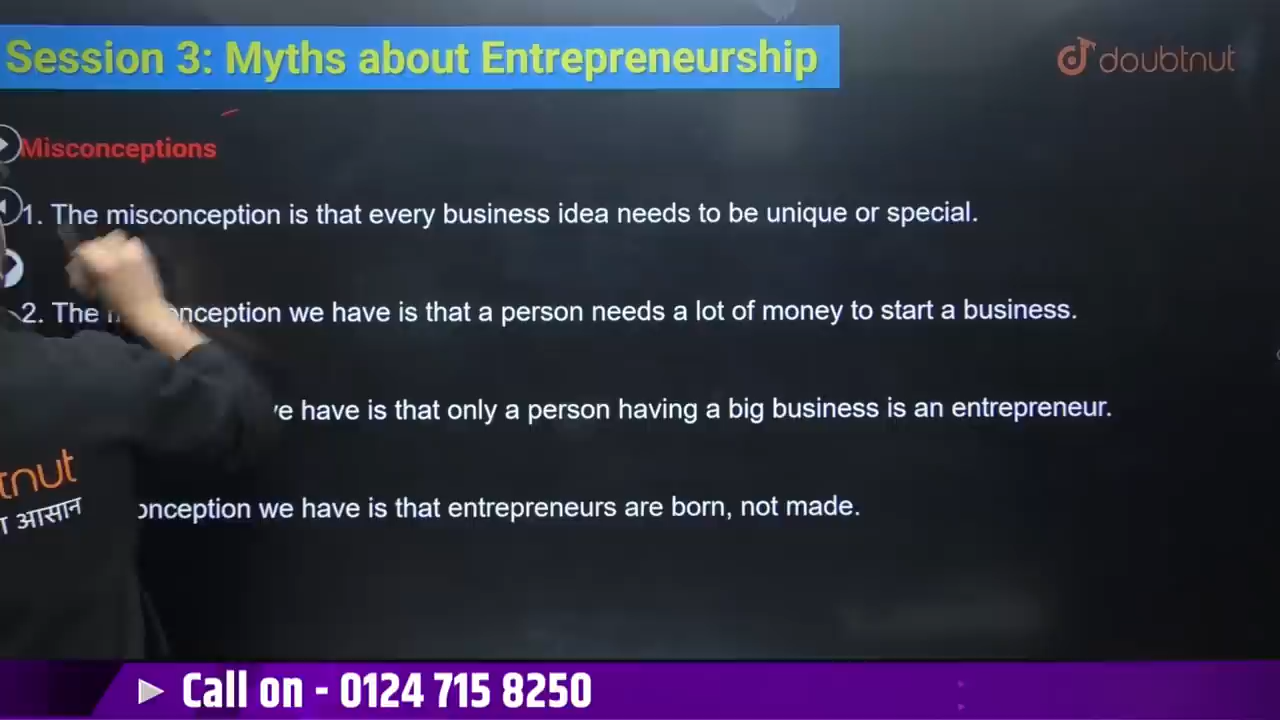 Session 3: Myths about Entrepreneurship
doubtnut
Misconceptions
1. The misconception is that every business idea needs to be unique or special.
2. The we have is that a person needs a lot of money to start a business.
have is that only a person having a big business is an entrepreneur.
we have is that entrepreneurs are born, not made.
tnut
आसान
Call on - 0124 715 8250